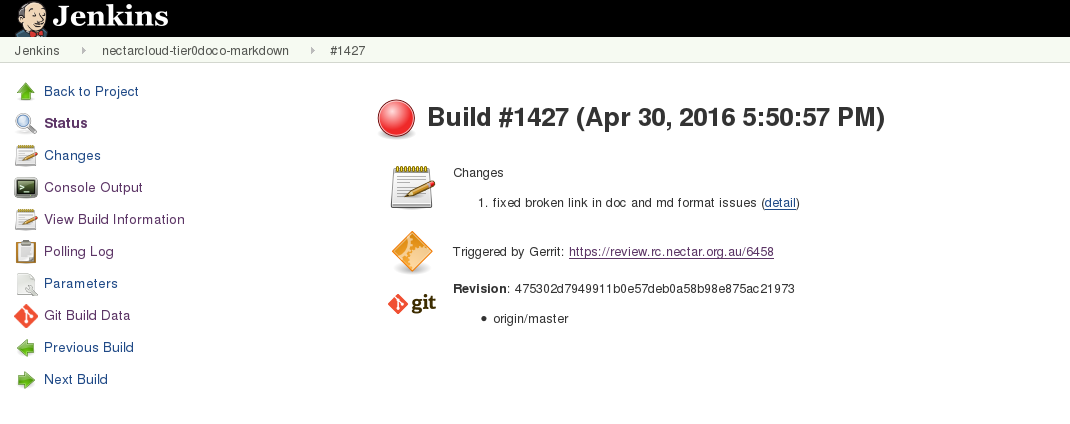 Jenkins
Jenkins nectarcloud-tier0doco-markdown #1427
Back to Project
Status
Changes
Console Output
View Build Information
Polling Log
Parameters
Git Build Data
Previous Build
Next Build
Build #1427 (Apr 30, 2016 5:50:57 PM)
Changes
1. fixed broken link in doc and md format issues (detail)
Triggered by Gerrit: https://review.rc.nectar.org.au/6458
git
Revision: 475302d7949911b0e57deb0a58b98e875ac21973
• origin/master